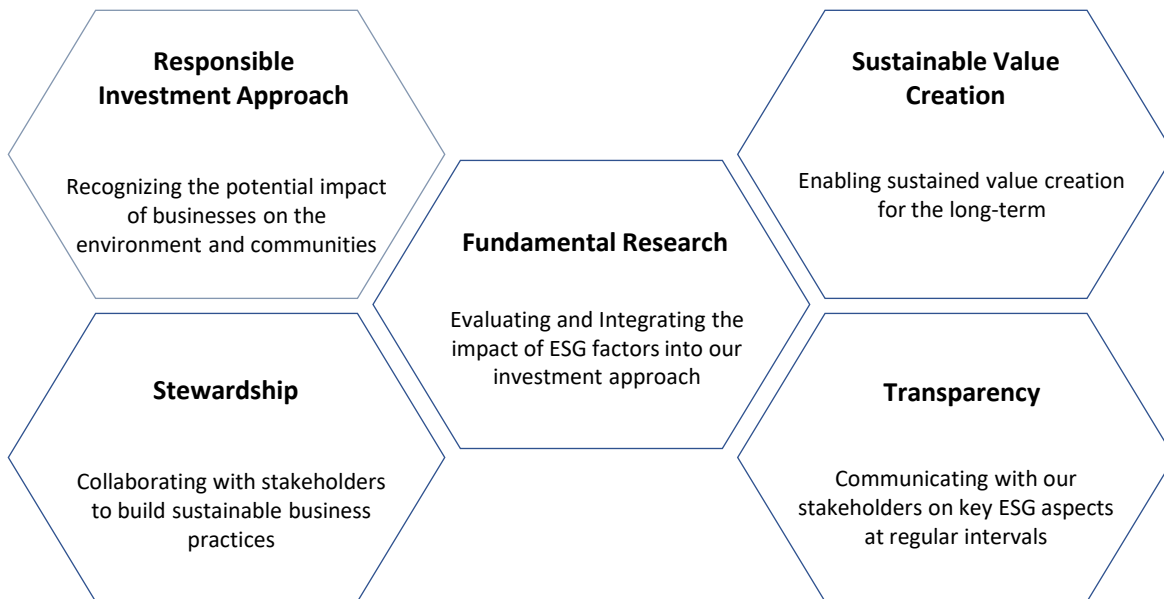 Responsible
Investment Approach
Recognizing the potential impact
of businesses on the
environment and communities
Sustainable Value
Creation
Enabling sustained value creation
for the long-term
Fundamental Research
Evaluating and Integrating the
impact of ESG factors into our
investment approach
Stewardship
Collaborating with stakeholders
to build sustainable business
practices
Transparency
Communicating with our
stakeholders on key ESG aspects
at regular intervals